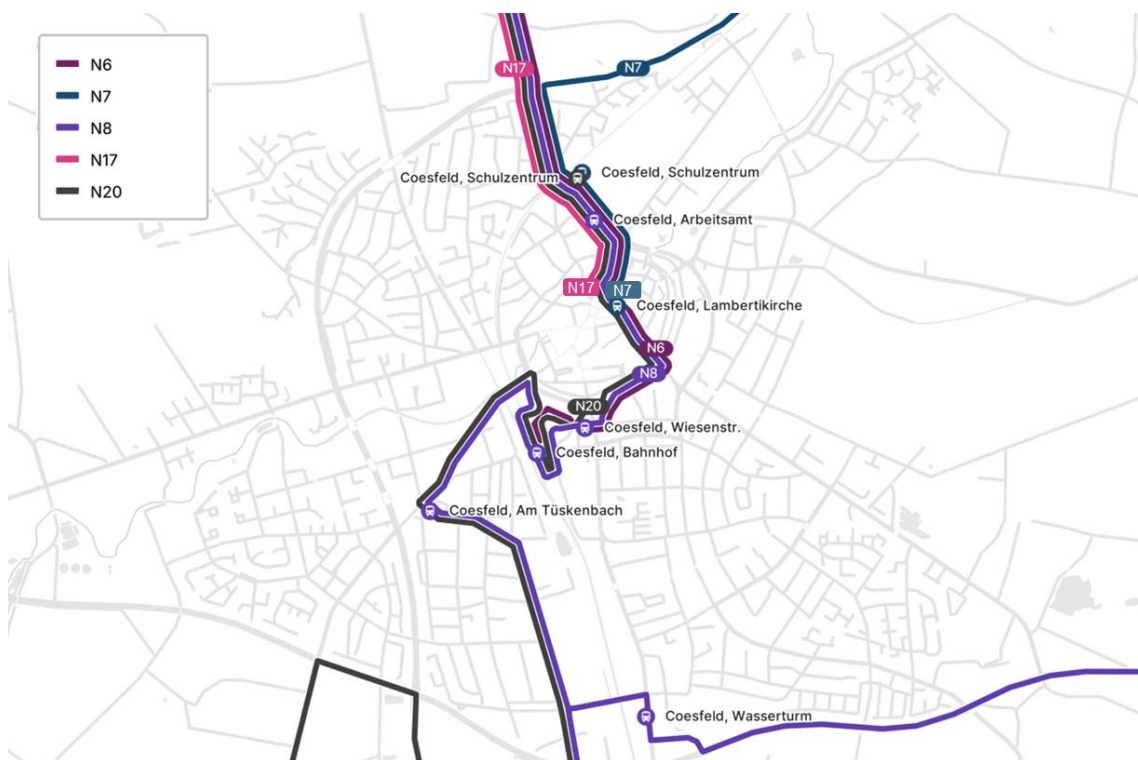 N6
N7
N8
N17
N20
N17
N7
Coesfeld, Schulzentrum
Coesfeld, Schulzentrum
Coesfeld, Arbeitsamt
N17
N7
Coesfeld, Lambertikirche
N6
N8
N20
Coesfeld, Wiesenstr.
Coesfeld, Bahnhof
Coesfeld, Am Tüskenbach
Coesfeld, Wasserturm